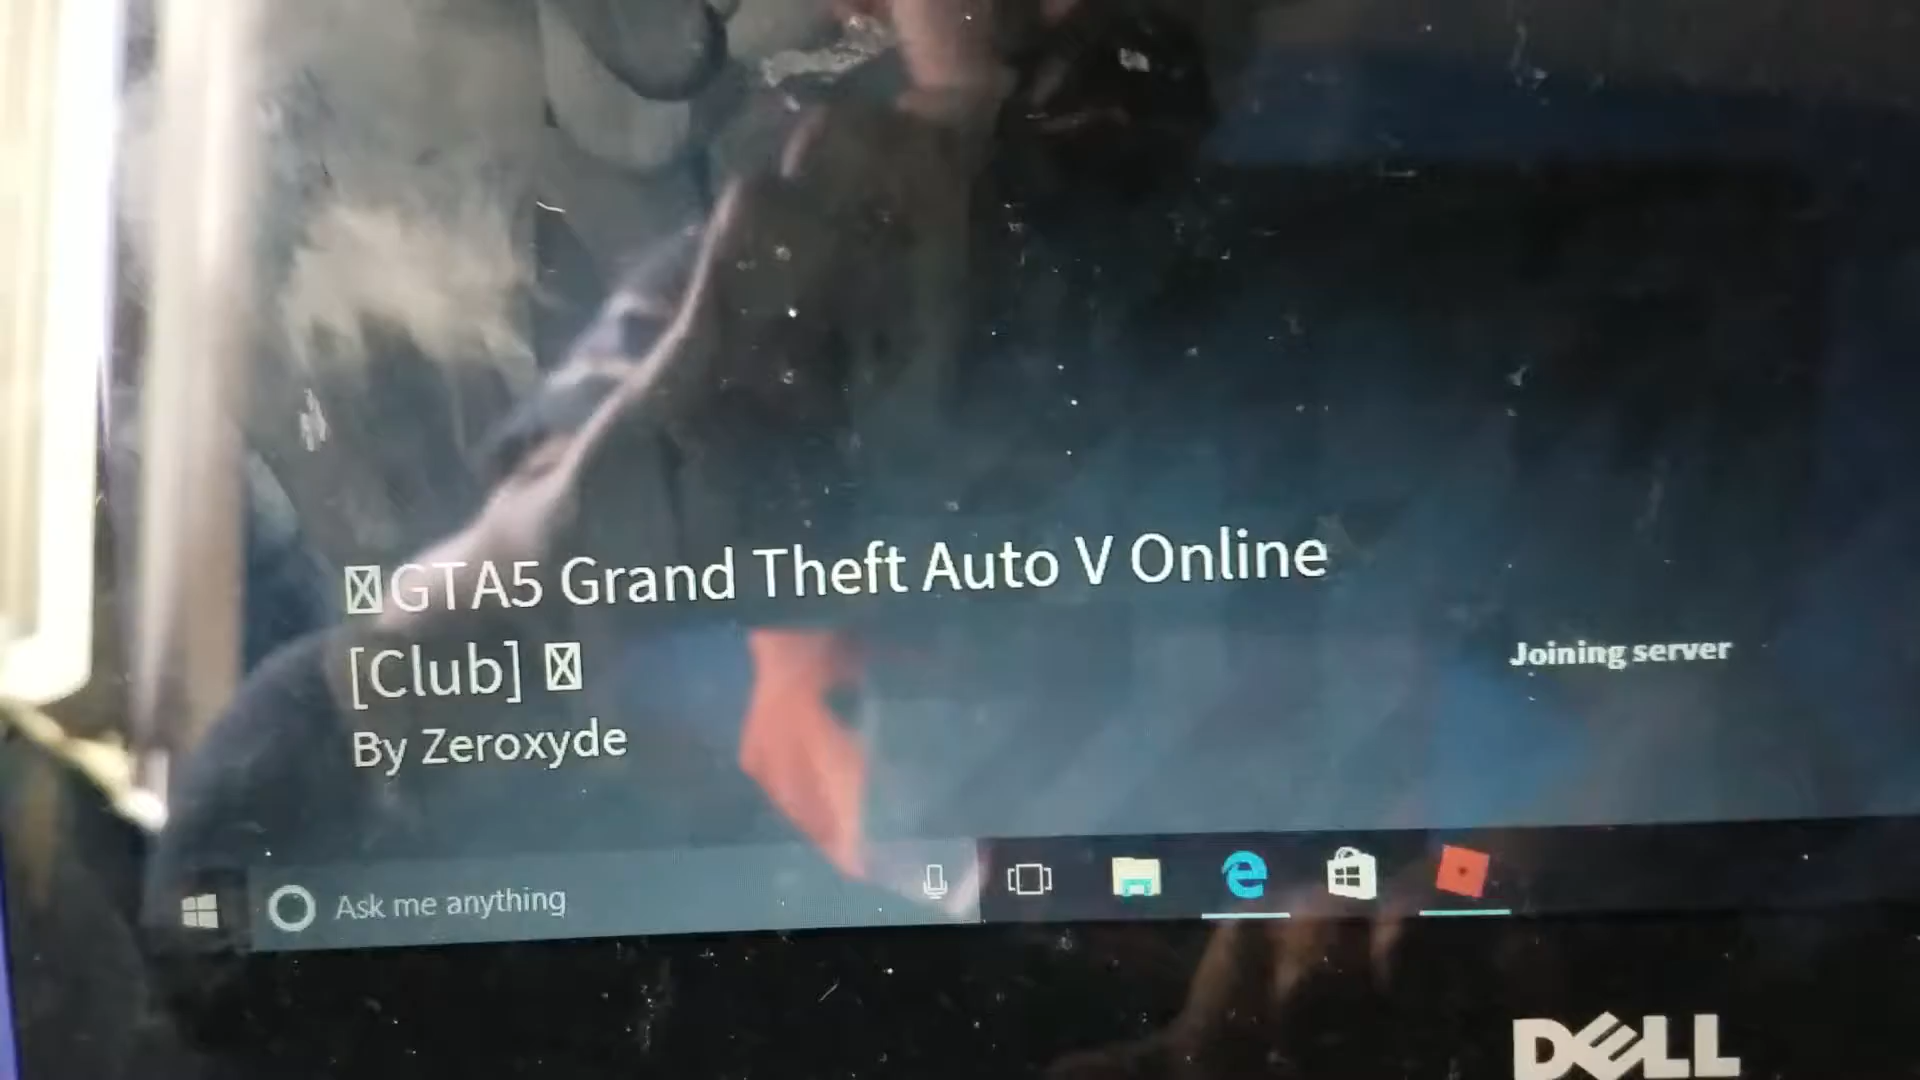 GTA5 Grand Theft Auto V Online
[Club]
By Zeroxyde
Joining server
Ask me anything
DELL